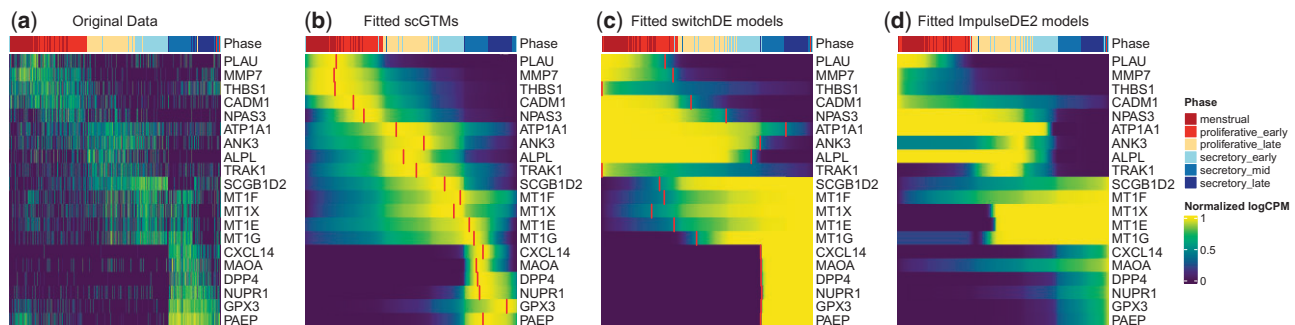 (a) Original Data
Phase
PLAU
MMP7
THBS1
CADM1
NPAS3
ATP1A1
ANK3
ALPL
TRAK1
SCGB1D2
MT1F
MT1X
MT1E
MT1G
CXCL14
MAOA
DPP4
NUPR1
GPX3
PAEP
(b) Fitted scGTMs
Phase
PLAU
MMP7
THBS1
CADM1
NPAS3
ATP1A1
ANK3
ALPL
TRAK1
SCGB1D2
MT1F
MT1X
MT1E
MT1G
CXCL14
MAOA
DPP4
NUPR1
GPX3
PAEP
(c) Fitted switchDE models
Phase
PLAU
MMP7
THBS1
CADM1
NPAS3
ATP1A1
ANK3
ALPL
TRAK1
SCGB1D2
MT1F
MT1X
MT1E
MT1G
CXCL14
MAOA
DPP4
NUPR1
GPX3
PAEP
(d) Fitted ImpulseDE2 models
Phase
PLAU
MMP7
THBS1
CADM1
NPAS3
ATP1A1
ANK3
ALPL
TRAK1
SCGB1D2
MT1F
MT1X
MT1E
MT1G
CXCL14
MAOA
DPP4
NUPR1
GPX3
PAEP
Phase
menstrual
proliferative_early
proliferative_late
secretory_early
secretory_mid
secretory_late
Normalized logCPM
1
0.5
0